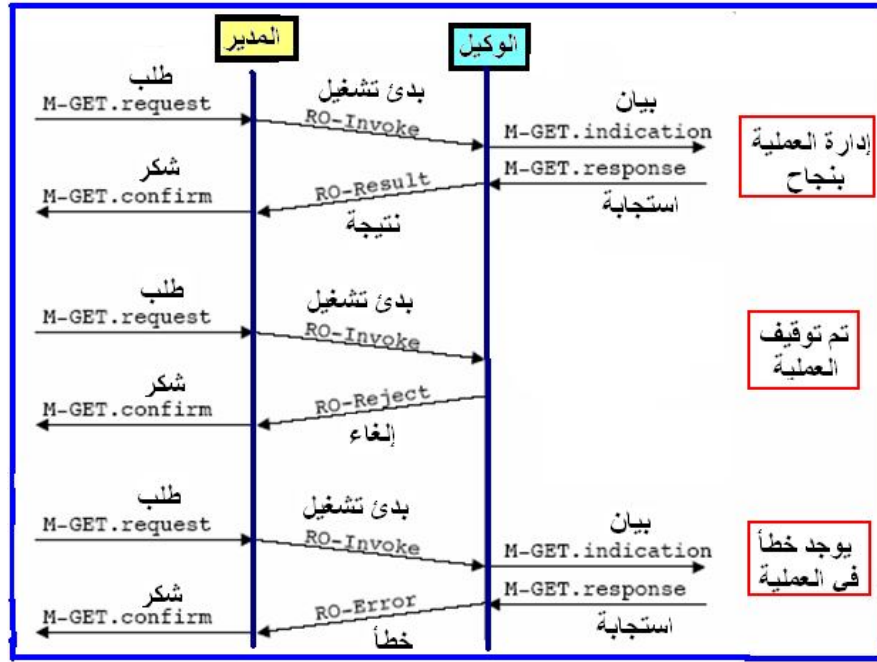 المدير
الوكيل
طلب
M-GET.request
بدئ تشغيل
RO-Invoke
بيان
M-GET.indication
إدارة العملية
بنجاح
شكر
M-GET.confirm
RO-Result
نتيجة
M-GET.response
استجابة
طلب
M-GET.request
بدئ تشغيل
RO-Invoke
تم توقيف
العملية
شكر
M-GET.confirm
RO-Reject
إلغاء
طلب
M-GET.request
بدئ تشغيل
RO-Invoke
بيان
M-GET.indication
يوجد خطأ
في العملية
شكر
M-GET.confirm
RO-Error
خطأ
M-GET.response
استجابة